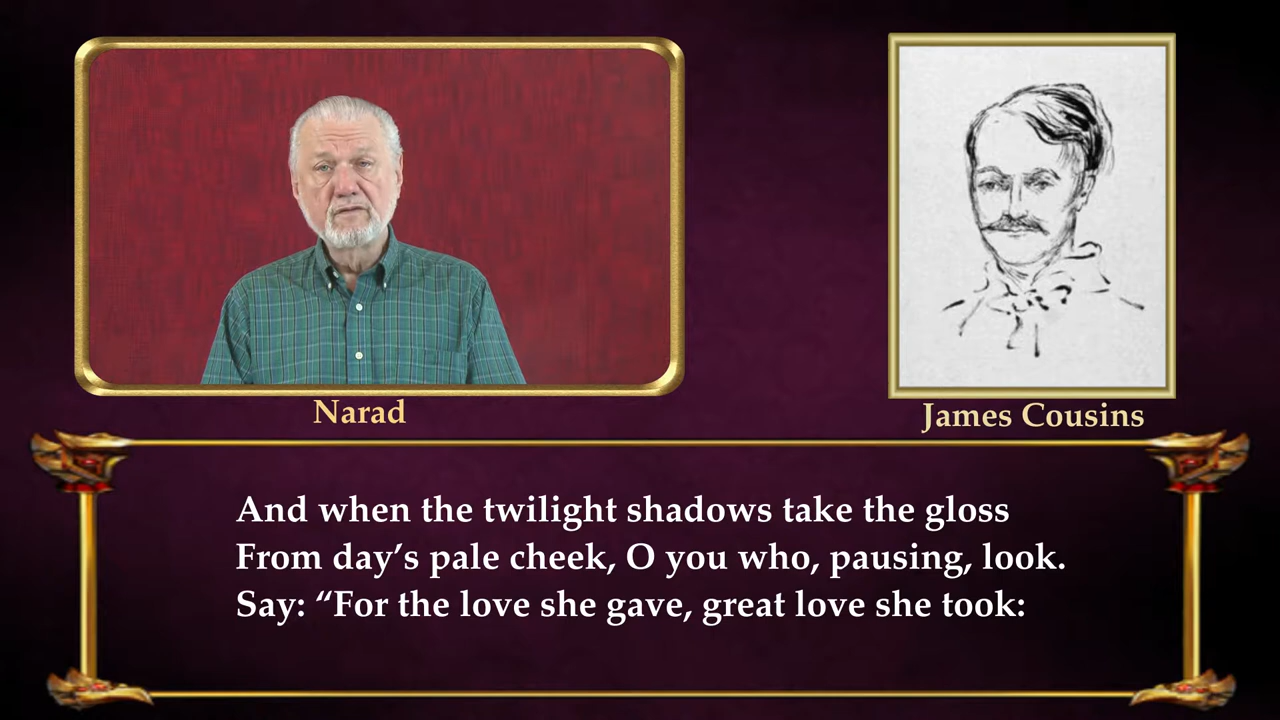 Narad
James Cousins
And when the twilight shadows take the gloss
From day’s pale cheek, O you who, pausing, look.
Say: “For the love she gave, great love she took: